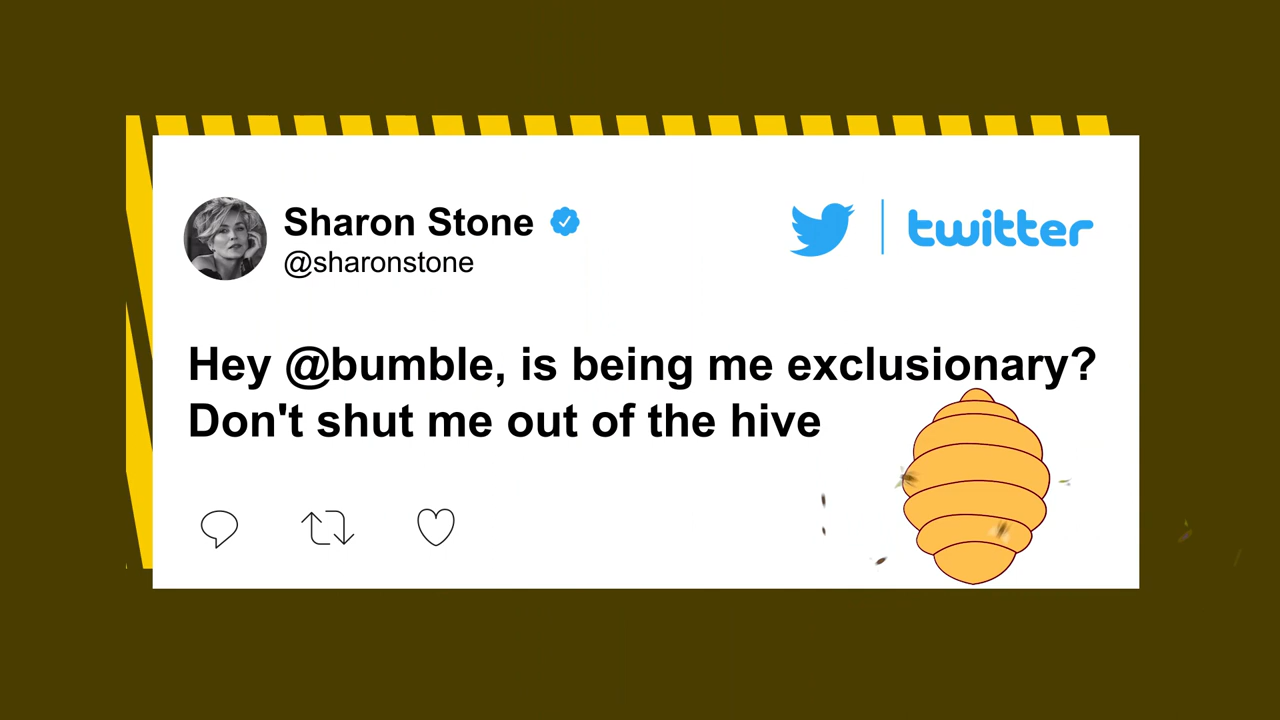 Sharon Stone
@sharonstone
twitter
Hey @bumble, is being me exclusionary?
Don't shut me out of the hive